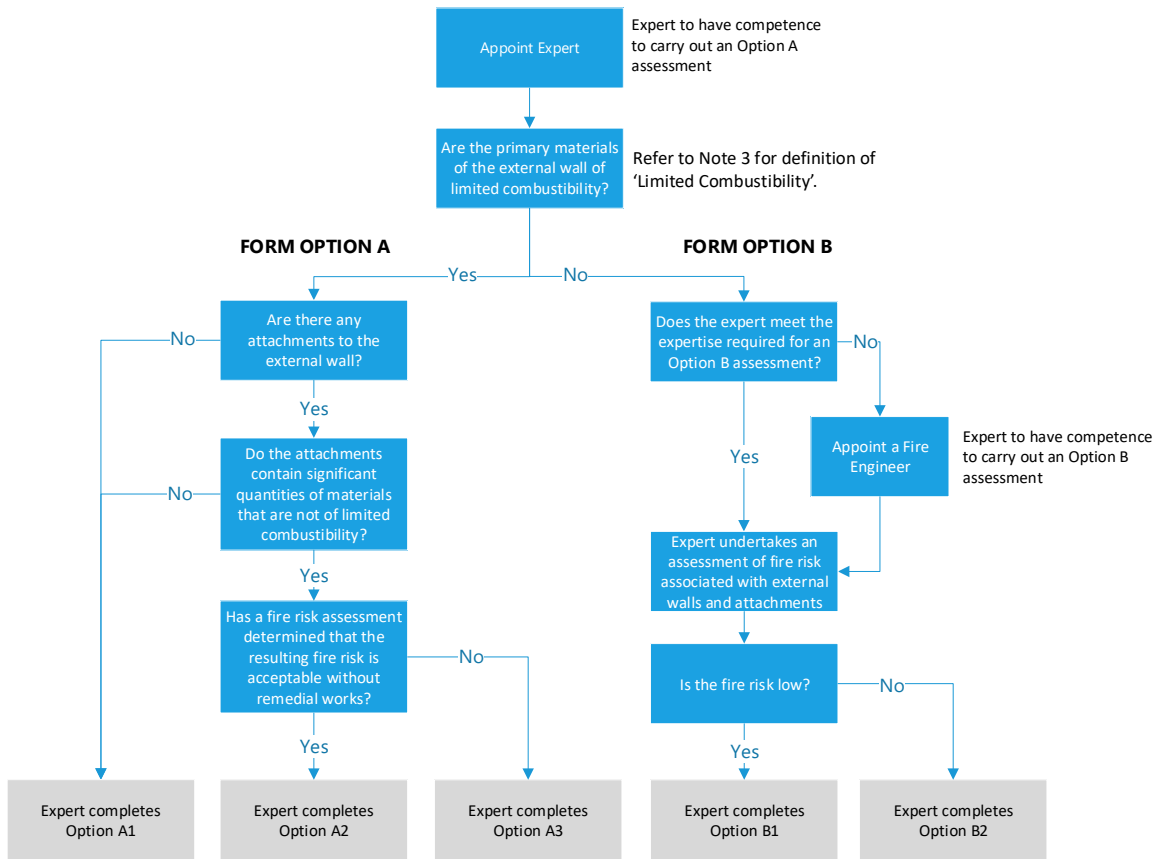 Appoint Expert
Expert to have competence
to carry out an Option A
assessment
Are the primary materials
of the external wall of
limited combustibility?
Refer to Note 3 for definition of
‘Limited Combustibility’.
FORM OPTION A
FORM OPTION B
Yes
No
Are there any
attachments to the
external wall?
No
Does the expert meet the
expertise required for an
Option B assessment?
No
Yes
Do the attachments
contain significant
quantities of materials
that are not of limited
combustibility?
No
Yes
Appoint a Fire
Engineer
Expert to have competence
to carry out an Option B
assessment
Expert undertakes an
assessment of fire risk
associated with external
walls and attachments
Yes
Has a fire risk assessment
determined that the
resulting fire risk is
acceptable without
remedial works?
No
Is the fire risk low?
No
Yes
Yes
Expert completes
Option A1
Expert completes
Option A2
Expert completes
Option A3
Expert completes
Option B1
Expert completes
Option B2